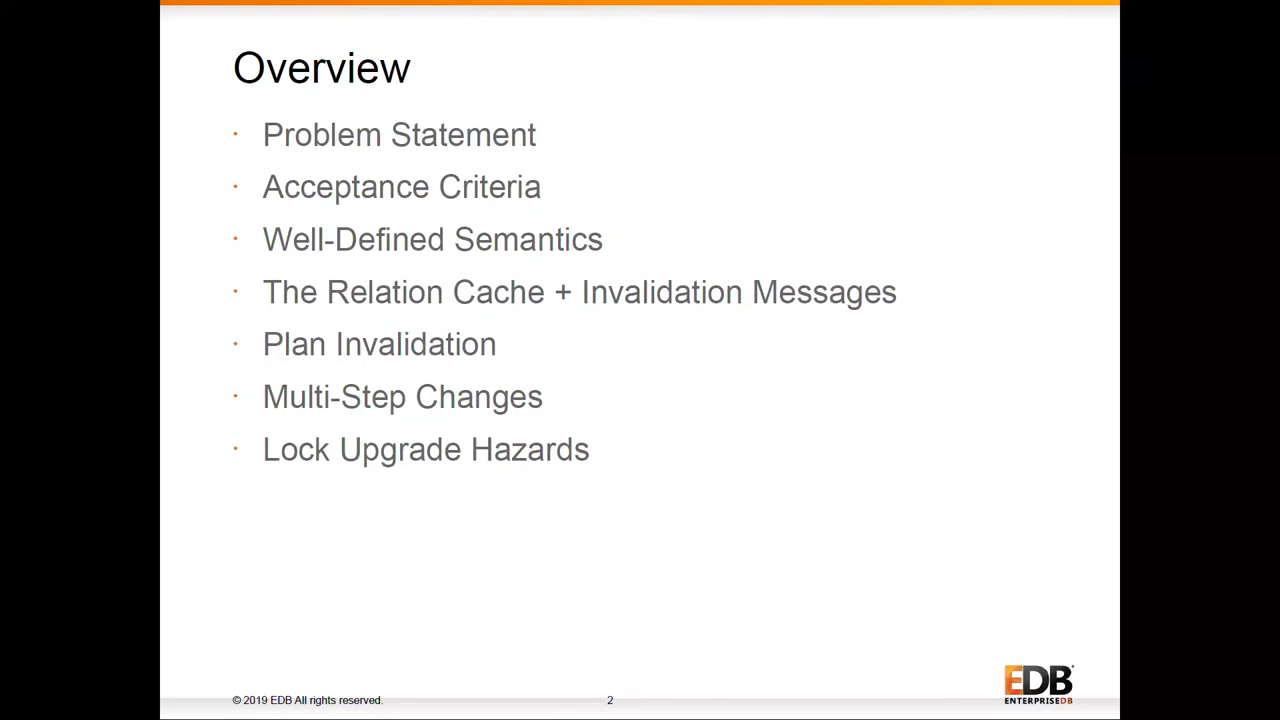 Overview
· Problem Statement
· Acceptance Criteria
· Well-Defined Semantics
· The Relation Cache + Invalidation Messages
· Plan Invalidation
· Multi-Step Changes
· Lock Upgrade Hazards
EDB
ENTERPRISEDB
© 2019 EDB All rights reserved.
2